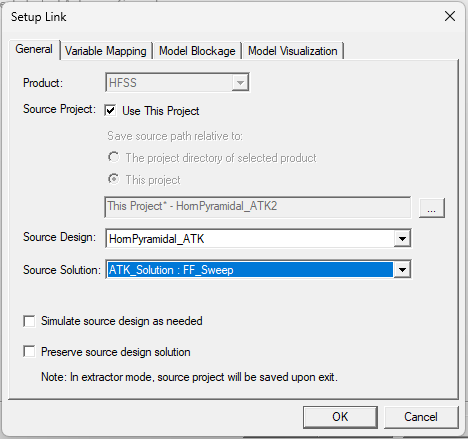 Setup Link
General Variable Mapping Model Blockage Model Visualization
Product: HFSS
Source Project: Use This Project
Save source path relative to:
The project directory of selected product
This project
This Project* - HornPyramidal_ATK2 ...
Source Design: HornPyramidal_ATK
Source Solution: ATK_Solution : FF_Sweep
Simulate source design as needed
Preserve source design solution
Note: In extractor mode, source project will be saved upon exit.
OK Cancel